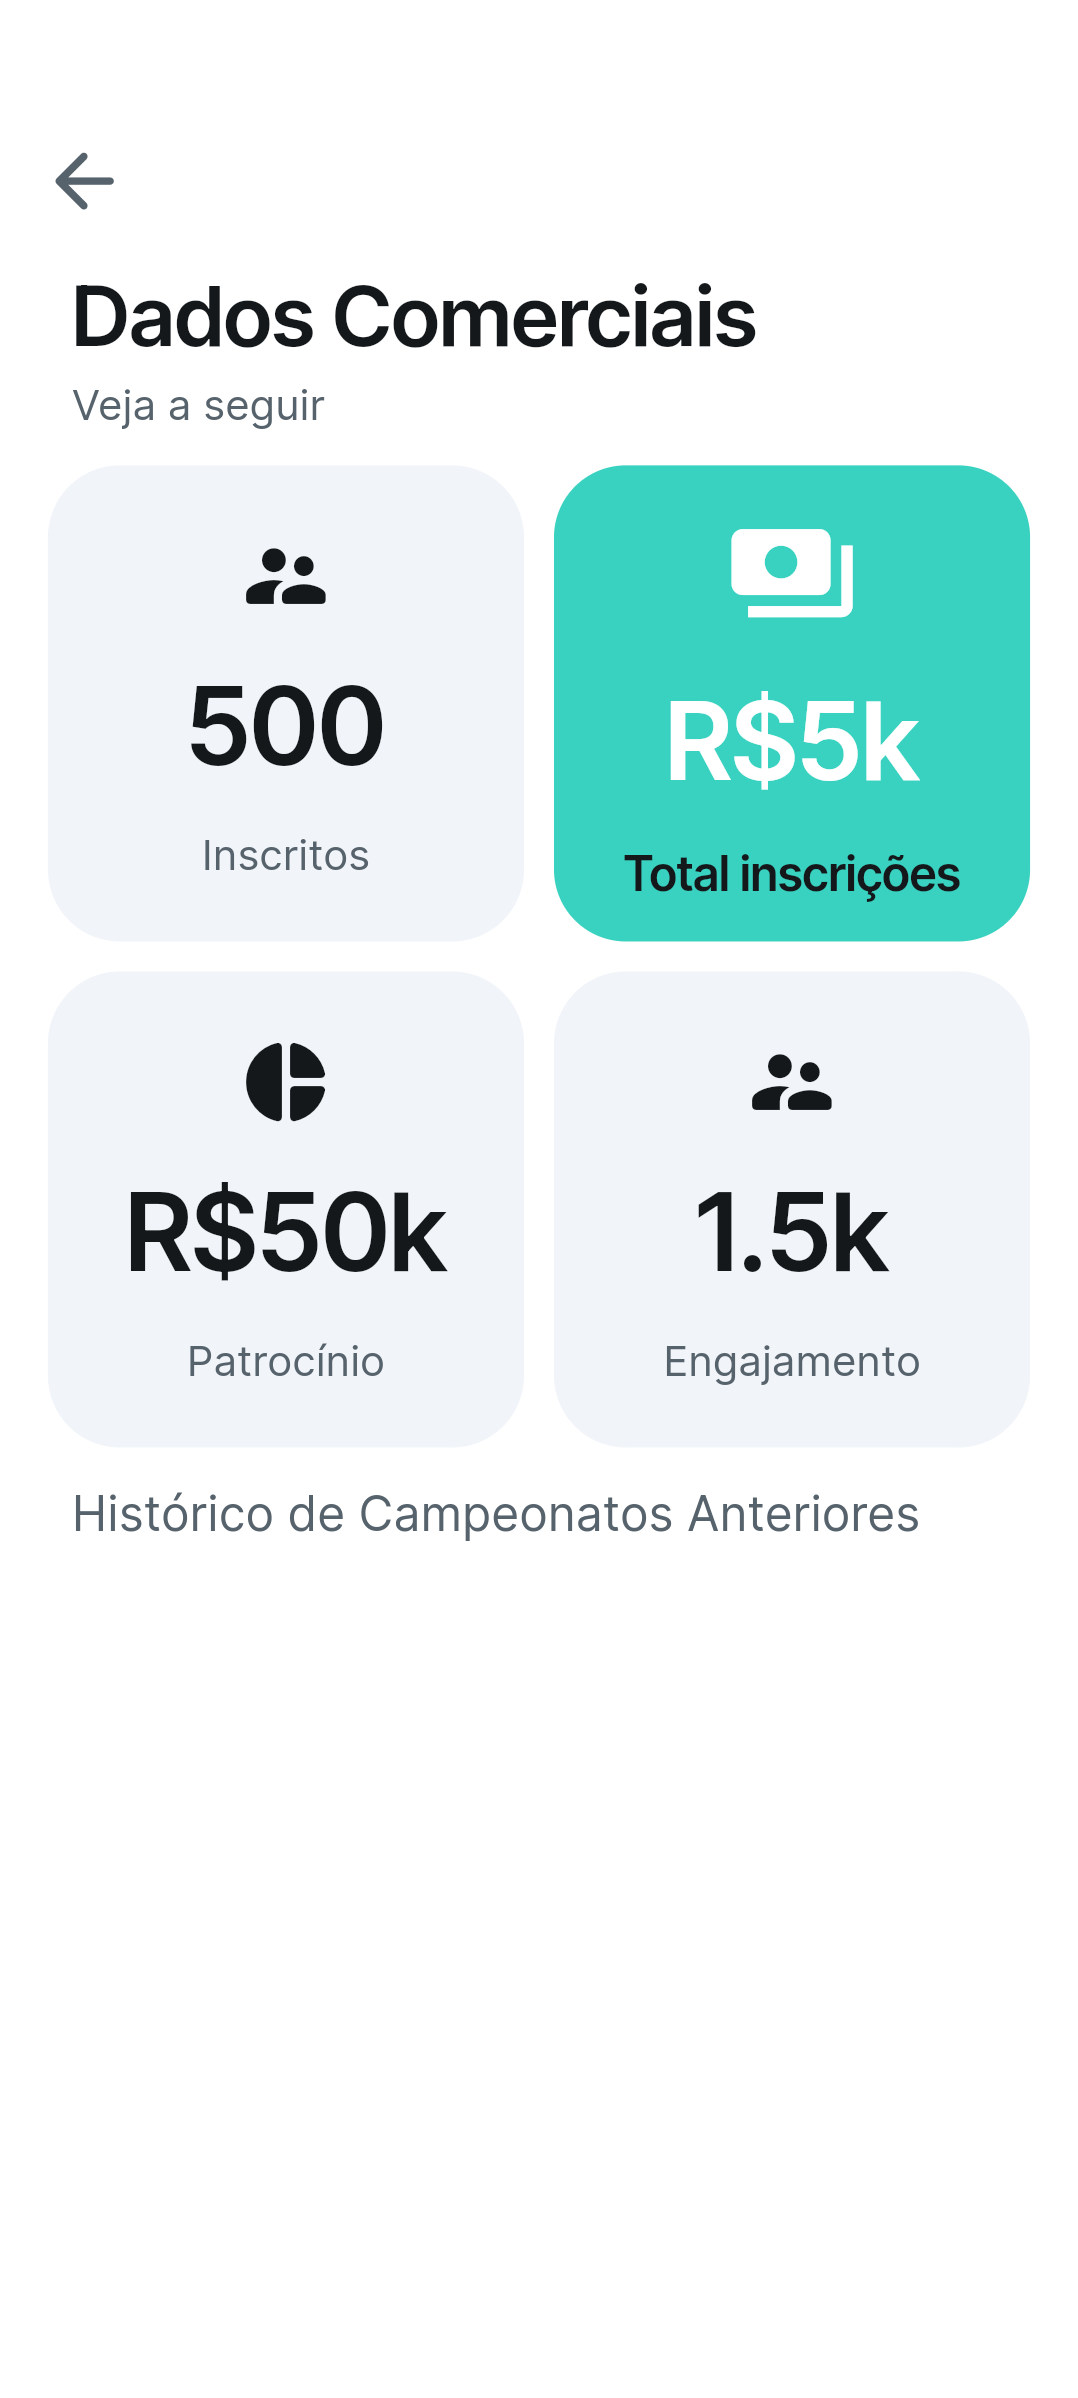 Dados Comerciais
Veja a seguir
500
Inscritos
R$5k
Total inscrições
R$50k
Patrocínio
1.5k
Engajamento
Histórico de Campeonatos Anteriores